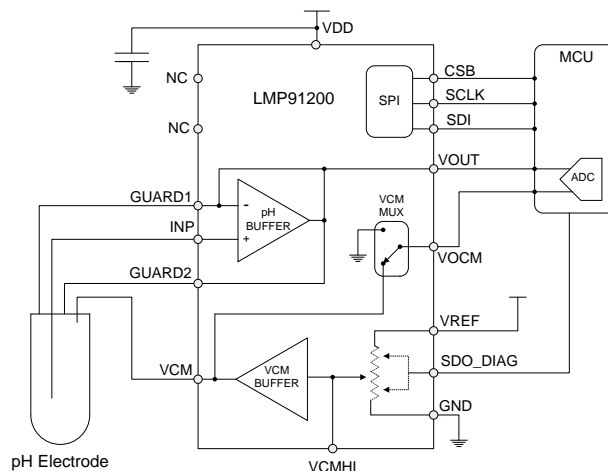 VDD
NC
NC
LMP91200
SPI
CSB
SCLK
SDI
MCU
VOUT
ADC
GUARD1
-
pH
BUFFER
+
INP
VCM
MUX
VOCM
GUARD2
VREF
VCM
VCM
BUFFER
SDO_DIAG
GND
pH Electrode
VCMHI